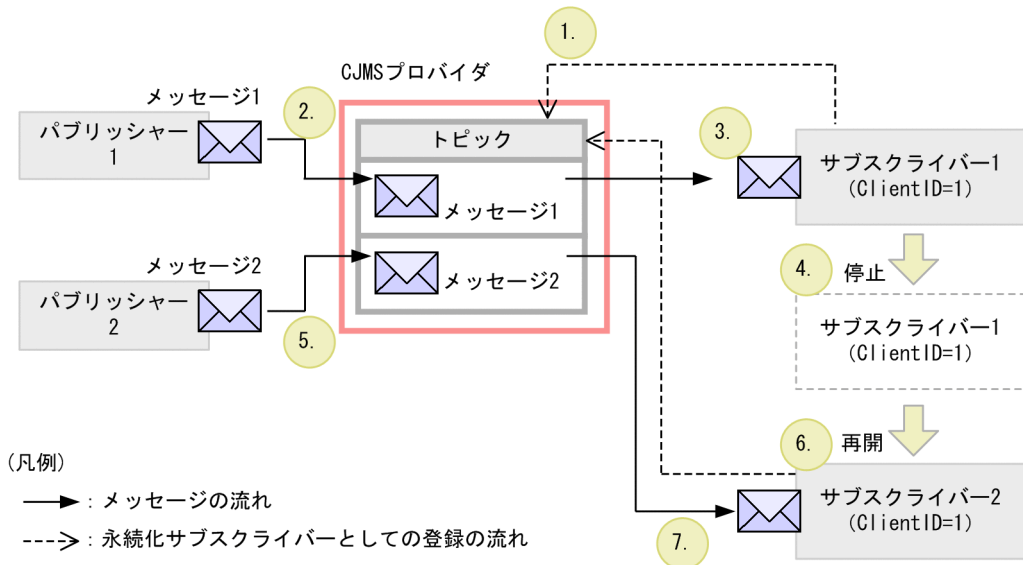 1.
CJMSプロバイダ
メッセージ1
2.
パブリッシャー
1
トピック
3.
サブスクライバー1
(ClientID=1)
メッセージ1
4.
停止
メッセージ2
パブリッシャー
2
メッセージ2
5.
サブスクライバー1
(ClientID=1)
6.
再開
(凡例)
:メッセージの流れ
サブスクライバー2
(ClientID=1)
:永続化サブスクライバーとしての登録の流れ
7.